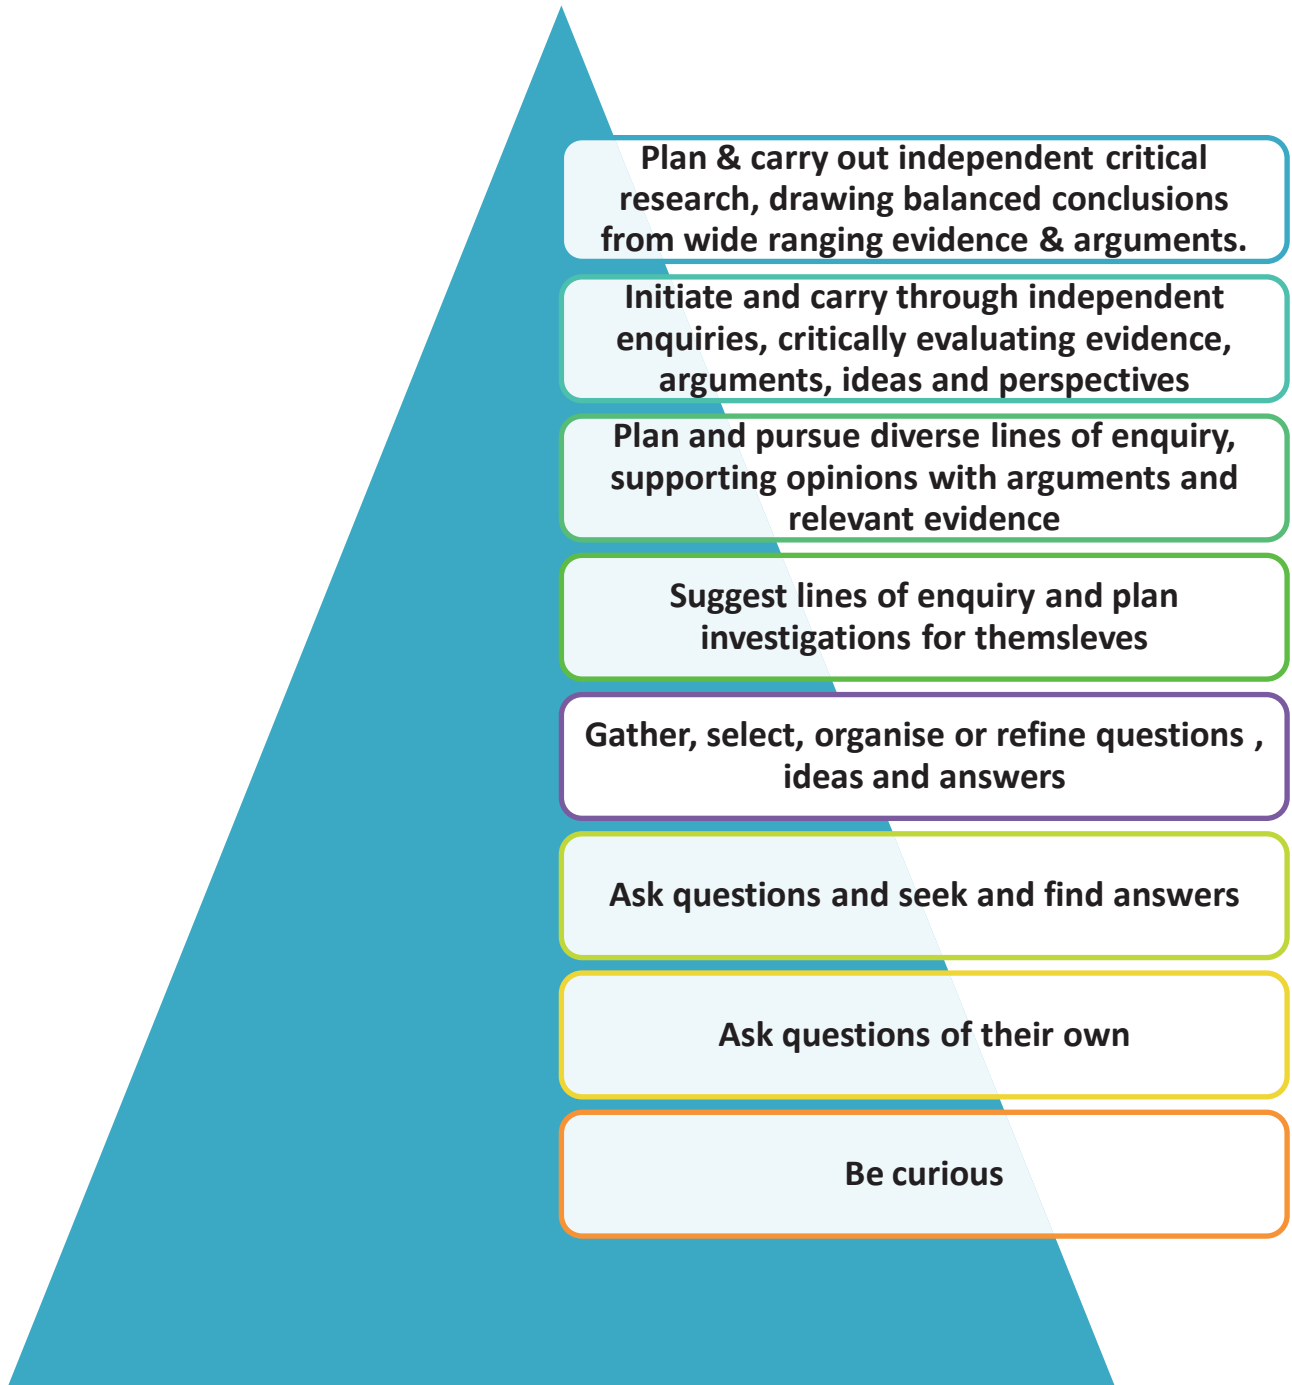 Plan & carry out independent critical
research, drawing balanced conclusions
from wide ranging evidence & arguments.
Initiate and carry through independent
enquiries, critically evaluating evidence,
arguments, ideas and perspectives
Plan and pursue diverse lines of enquiry,
supporting opinions with arguments and
relevant evidence
Suggest lines of enquiry and plan
investigations for themsleves
Gather, select, organise or refine questions ,
ideas and answers
Ask questions and seek and find answers
Ask questions of their own
Be curious